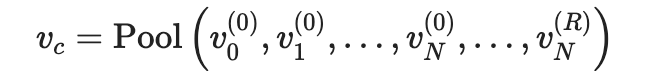 v_c = Pool ( v_0^{(0)}, v_1^{(0)}, . . . , v_N^{(0)}, . . . , v_N^{(R)} )